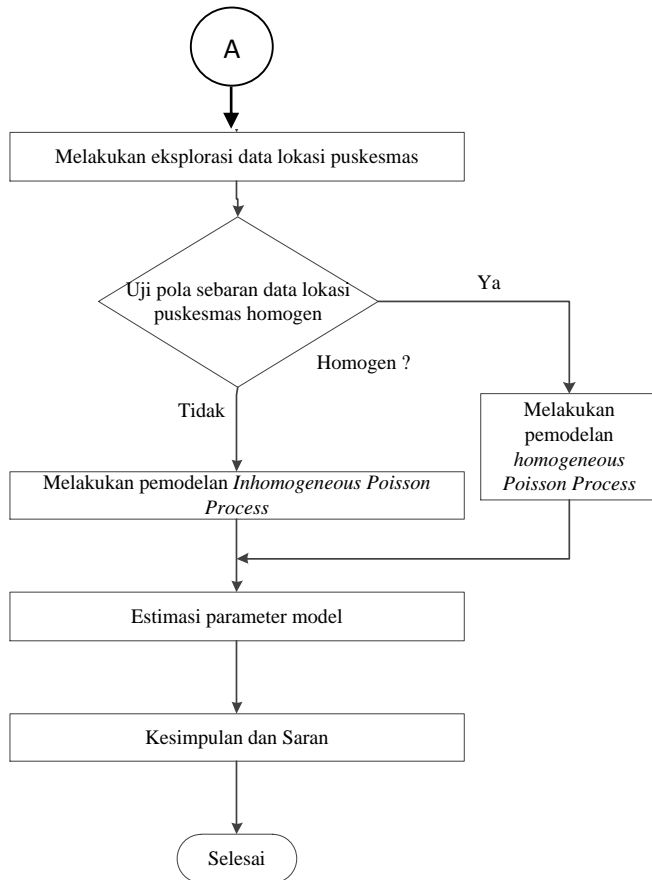 A
Melakukan eksplorasi data lokasi puskesmas
Uji pola sebaran data lokasi
puskesmas homogen
Ya
Homogen ?
Tidak
Melakukan
pemodelan
homogeneous
Poisson Process
Melakukan pemodelan Inhomogeneous Poisson
Process
Estimasi parameter model
Kesimpulan dan Saran
Selesai